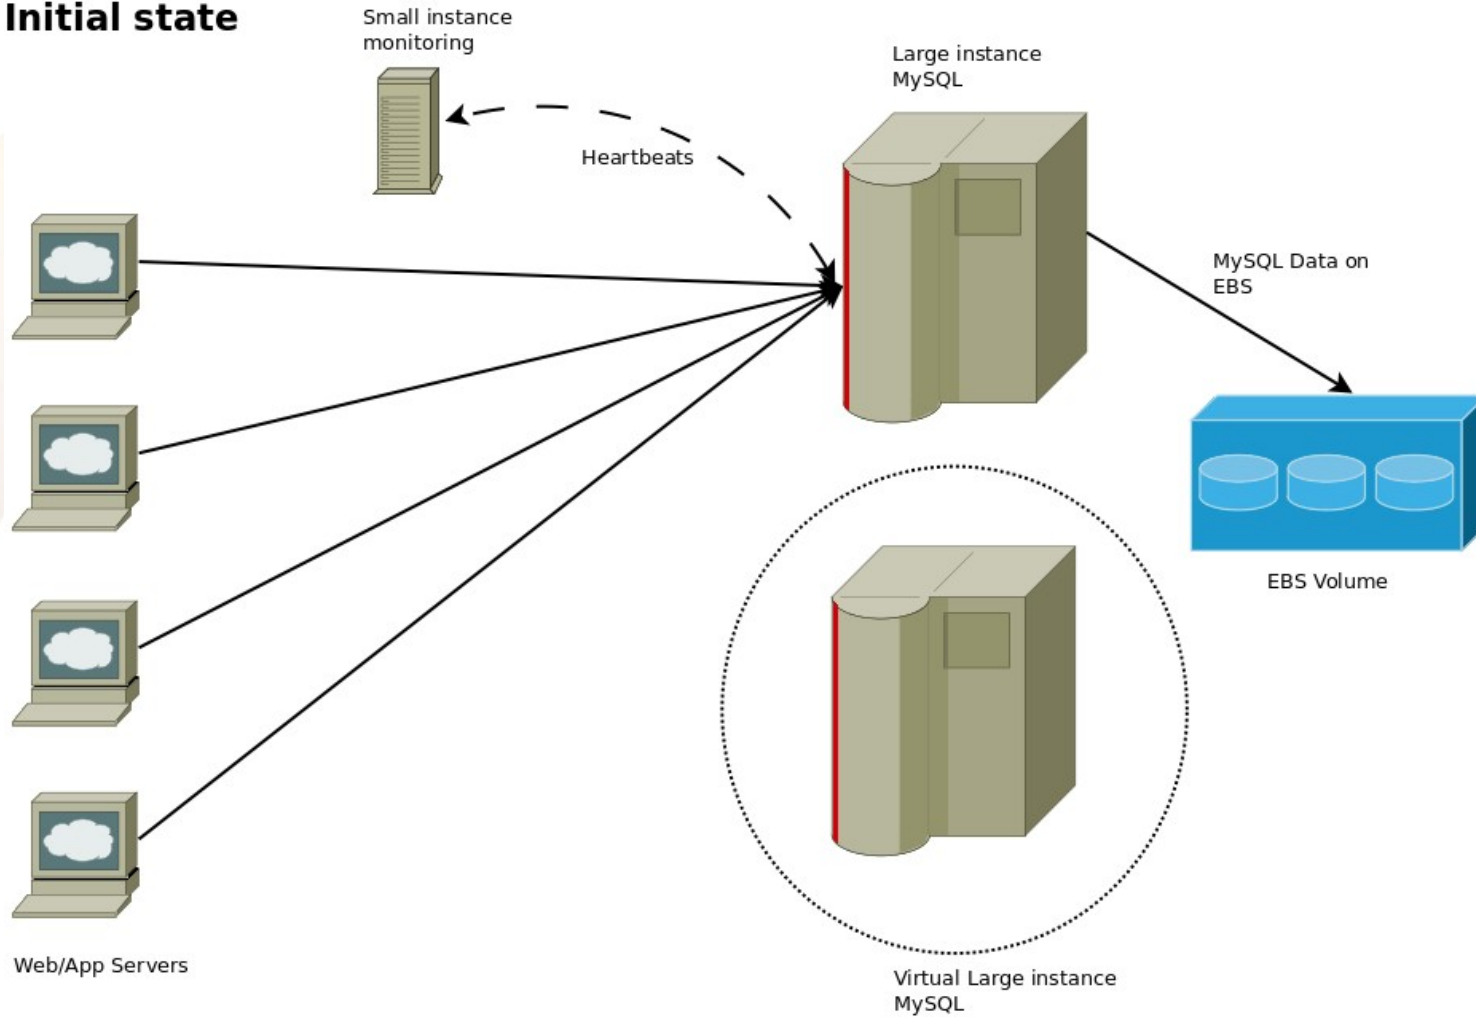 Initial state
Small instance
monitoring
Large instance
MySQL
Heartbeats
MySQL Data on
EBS
EBS Volume
Web/App Servers
Virtual Large instance
MySQL